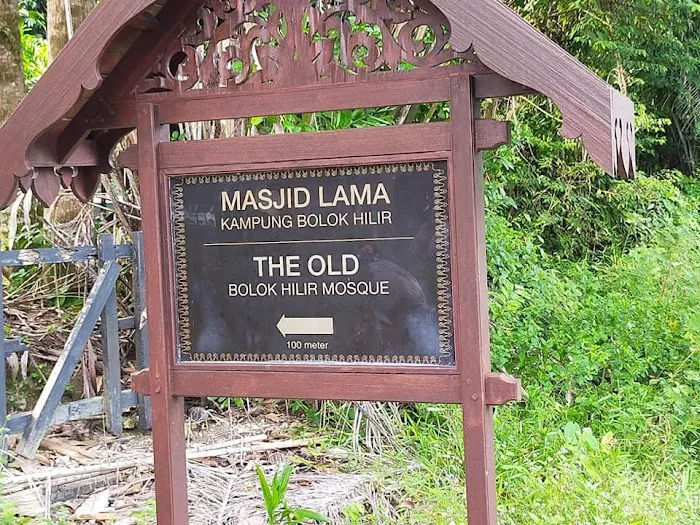 MASJID LAMA
KAMPUNG BOLOK HILIR
THE OLD
BOLOK HILIR MOSQUE
100 meter